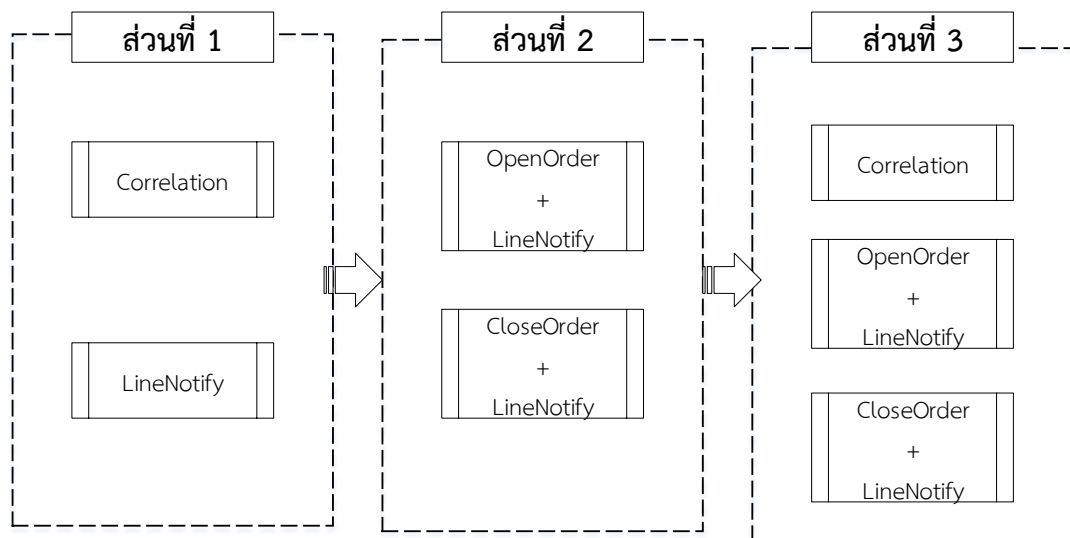 ส่วนที่ 1
Correlation
LineNotify
ส่วนที่ 2
OpenOrder
+
LineNotify
CloseOrder
+
LineNotify
ส่วนที่ 3
Correlation
OpenOrder
+
LineNotify
CloseOrder
+
LineNotify